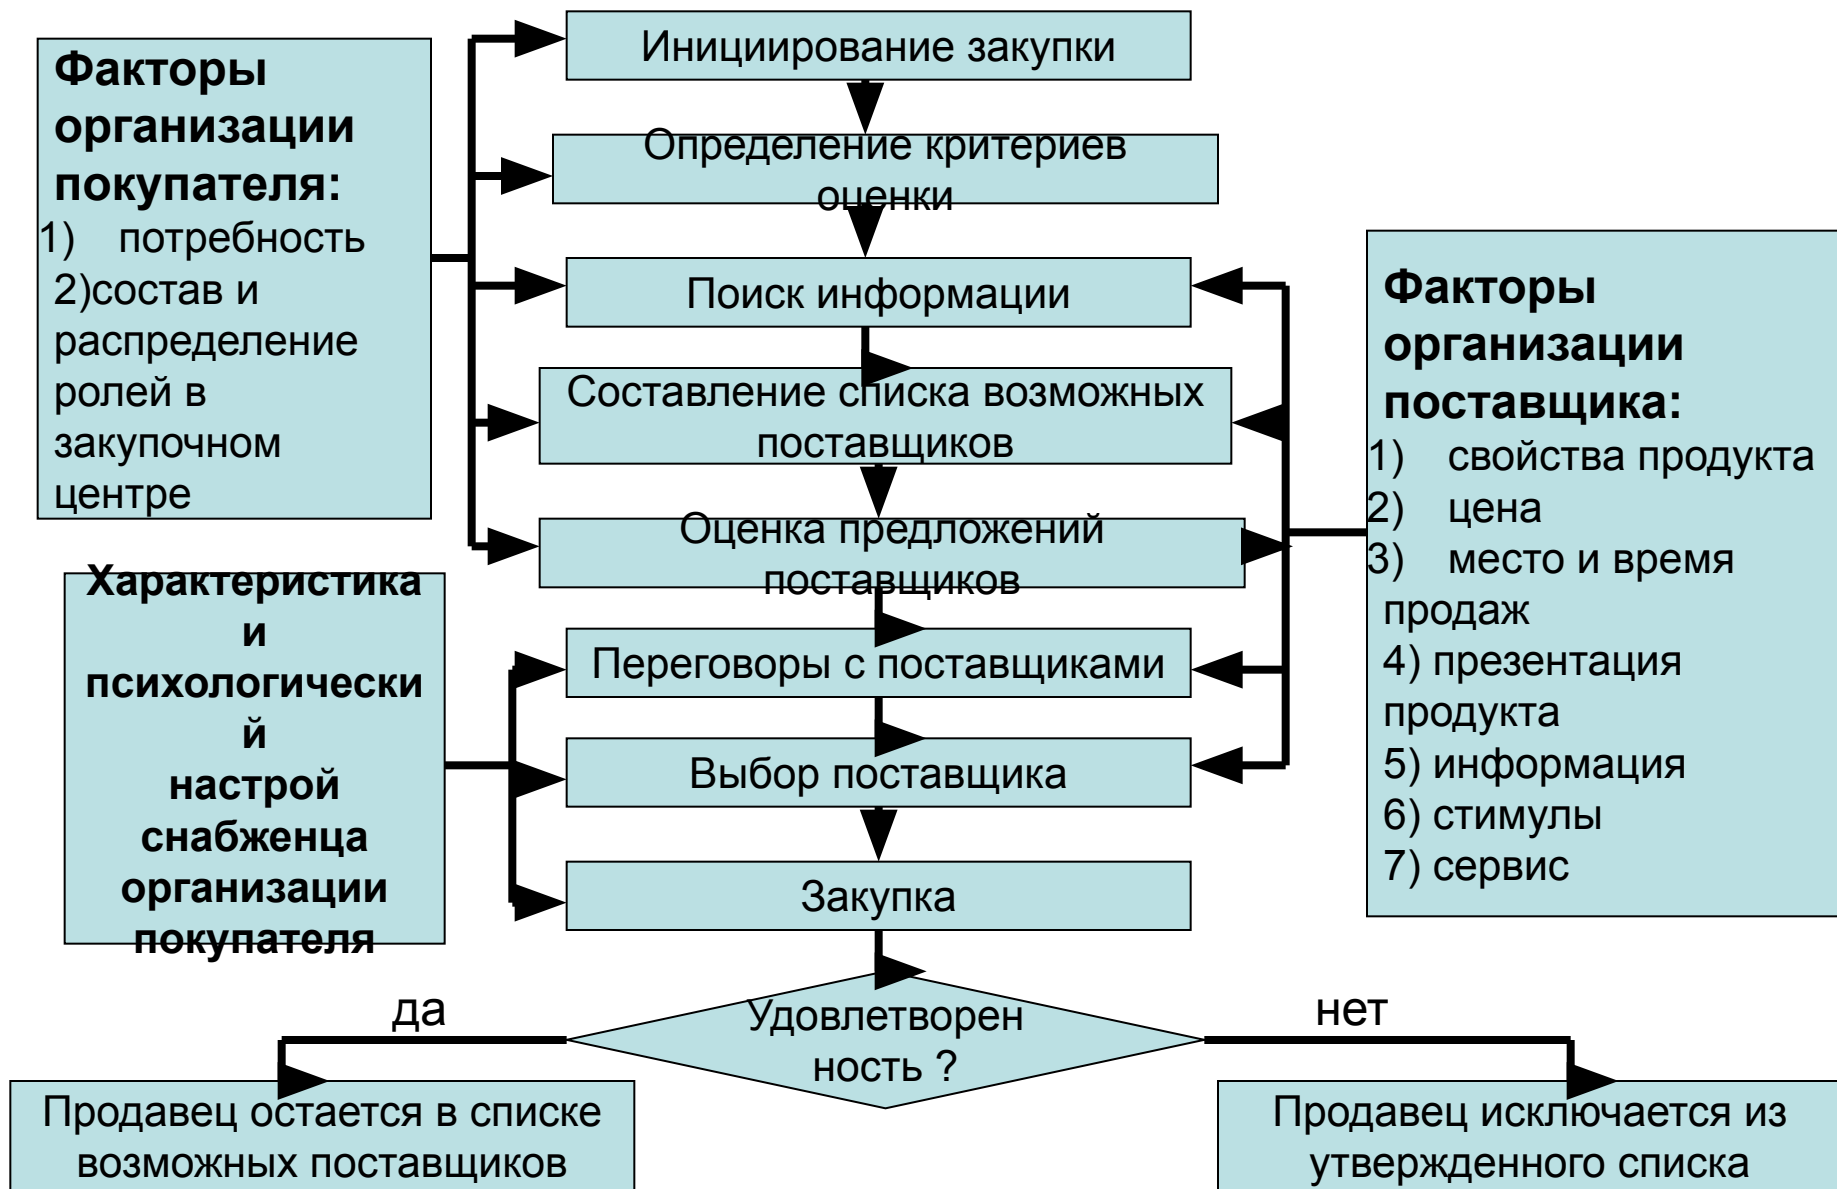 Факторы
организации
покупателя:
1) потребность
2)состав и
распределение
ролей в
закупочном
центре
Характеристика
и
психологически
й
настрой
снабженца
организации
покупателя
Инициирование закупки
Определение критериев
оценки
Поиск информации
Составление списка возможных
поставщиков
Оценка предложений
поставщиков
Переговоры с поставщиками
Выбор поставщика
Закупка
Удовлетворен
ность ?
да
нет
Продавец остается в списке
возможных поставщиков
Продавец исключается из
утвержденного списка
Факторы
организации
поставщика:
1) свойства продукта
2) цена
3) место и время
продаж
4) презентация
продукта
5) информация
6) стимулы
7) сервис